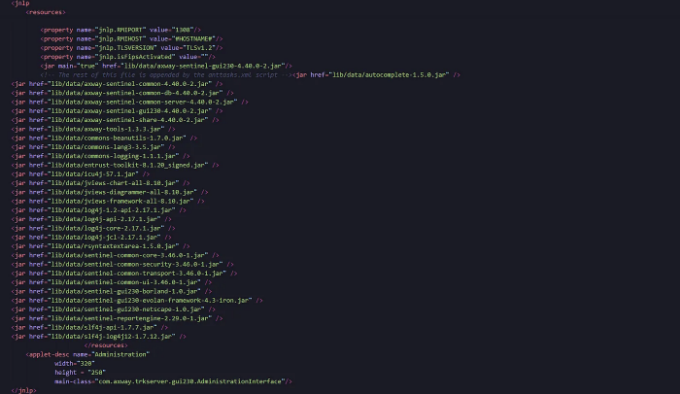 <jnlp
<resources>
<property name="jnlp.RMIPORT" value="1308"/>
<property name="jnlp.RMIHOST" value="#HOSTNAME#"/>
<property name="jnlp.TLSVERSION" value="TLSv1.2"/>
<property name="jnlp.isFipsActivated" value=""/>
<jar main="true" href="lib/data/axway-sentinel-gui230-4.40.0-2.jar"/>
<!-- The rest of this file is appended by the anttasks.xml script --><jar href="lib/data/autocomplete-1.5.0.jar" />
<jar href="lib/data/axway-sentinel-common-4.40.0-2.jar" />
<jar href="lib/data/axway-sentinel-common-db-4.40.0-2.jar" />
<jar href="lib/data/axway-sentinel-common-server-4.40.0-2.jar" />
<jar href="lib/data/axway-sentinel-gui230-4.40.0-2.jar" />
<jar href="lib/data/axway-sentinel-share-4.40.0-2.jar" />
<jar href="lib/data/axway-tools-1.3.3.jar" />
<jar href="lib/data/commons-beanutils-1.7.0.jar" />
<jar href="lib/data/commons-lang3-3.5.jar" />
<jar href="lib/data/commons-logging-1.1.1.jar" />
<jar href="lib/data/entrust-toolkit-8.1.20_signed.jar" />
<jar href="lib/data/icu4j-57.1.jar" />
<jar href="lib/data/jviews-chart-all-8.10.jar" />
<jar href="lib/data/jviews-diagrammer-all-8.10.jar" />
<jar href="lib/data/jviews-framework-all-8.10.jar" />
<jar href="lib/data/log4j-1.2-api-2.17.1.jar" />
<jar href="lib/data/log4j-api-2.17.1.jar" />
<jar href="lib/data/log4j-core-2.17.1.jar" />
<jar href="lib/data/log4j-jcl-2.17.1.jar" />
<jar href="lib/data/rsyntaxtextarea-1.5.0.jar" />
<jar href="lib/data/sentinel-common-core-3.46.0-1.jar" />
<jar href="lib/data/sentinel-common-security-3.46.0-1.jar" />
<jar href="lib/data/sentinel-common-transport-3.46.0-1.jar" />
<jar href="lib/data/sentinel-common-ui-3.46.0-1.jar" />
<jar href="lib/data/sentinel-gui230-borland-1.0.jar" />
<jar href="lib/data/sentinel-gui230-evolan-framework-4.3-iron.jar" />
<jar href="lib/data/sentinel-gui230-netscape-1.0.jar" />
<jar href="lib/data/sentinel-reportengine-2.29.0-1.jar" />
<jar href="lib/data/slf4j-api-1.7.7.jar" />
<jar href="lib/data/slf4j-log4j12-1.7.12.jar" />
</resources>
<applet-desc name="Administration"
width="320"
height = "250"
main-class="com.axway.trkserver.gui230.AdministrationInterface"/>
</jnlp>